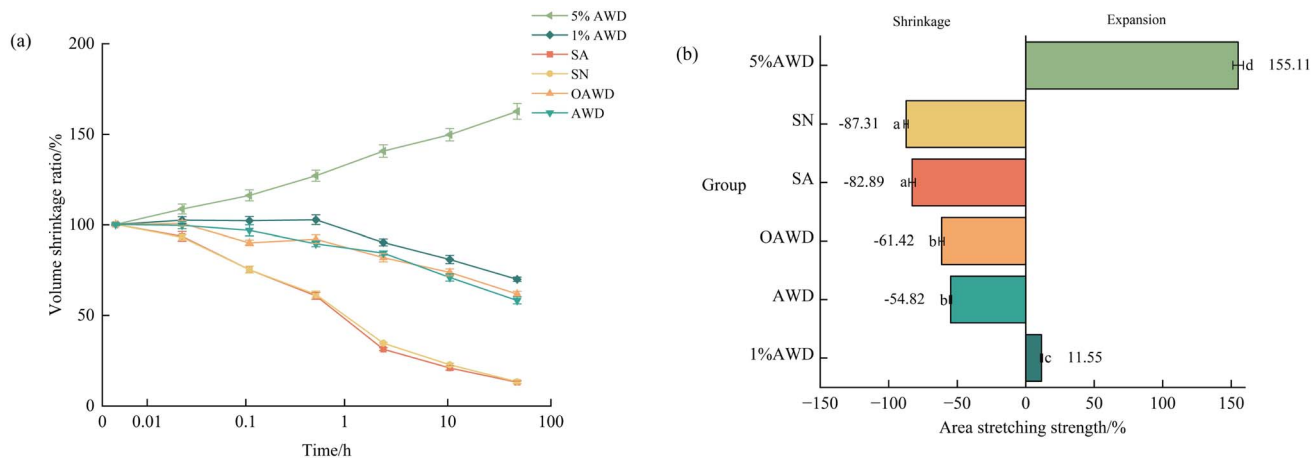 (a)
5% AWD
1% AWD
SA
SN
OAWD
AWD
200
150
100
50
0
Volume shrinkage ratio/%
0 0.01 0.1 1 10 100
Time/h
(b)
Shrinkage Expansion
5%AWD d 155.11
SN -87.31 a
SA -82.89 a
Group
OAWD -61.42 b
AWD -54.82 b
1%AWD c 11.55
−150 −100 −50 0 50 100 150
Area stretching strength/%